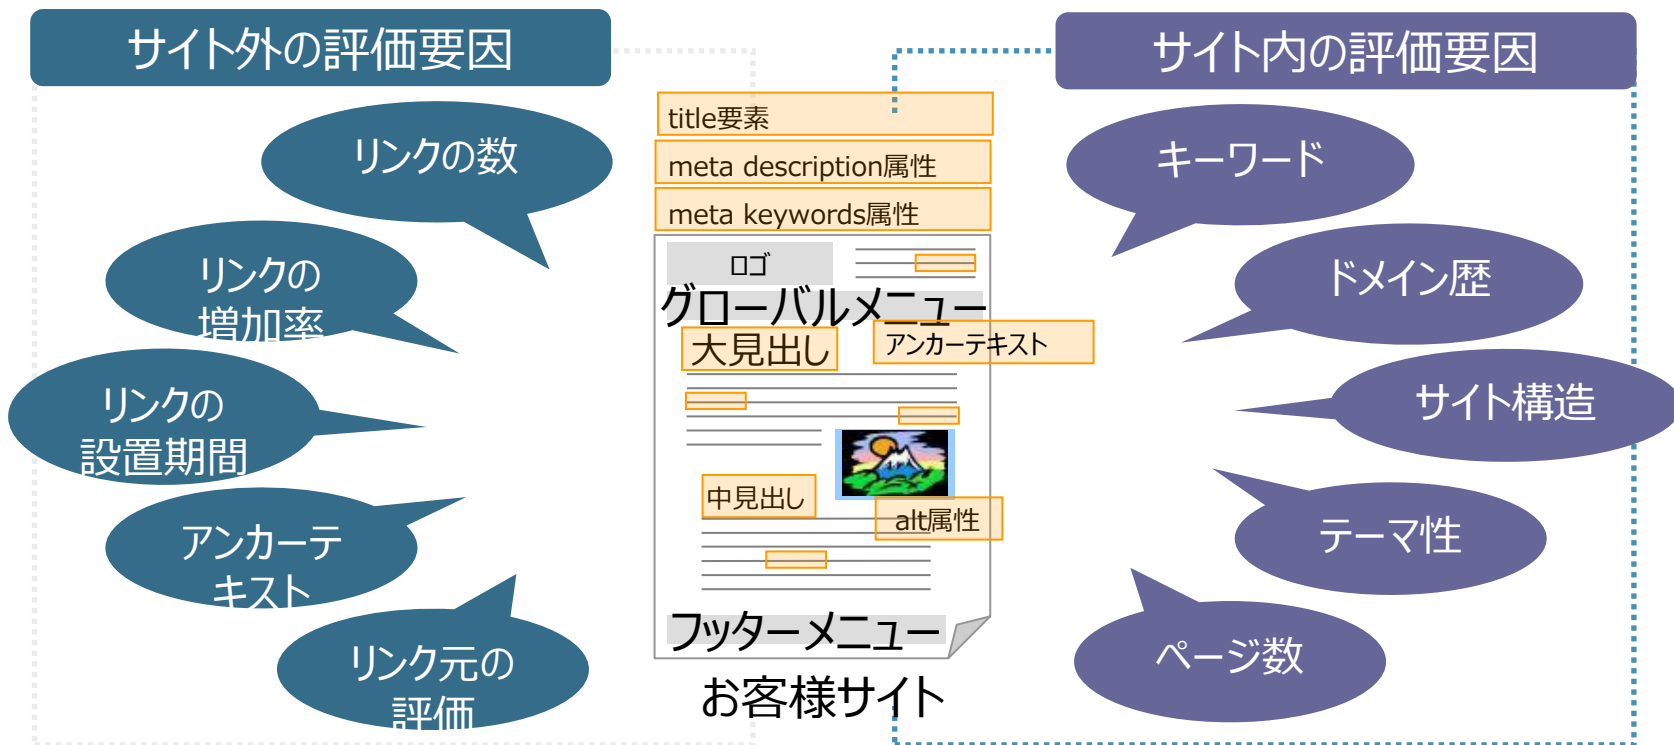 サイト外の評価要因
リンクの数
リンクの
増加率
リンクの
設置期間
アンカーテ
キスト
リンク元の
評価
title要素
meta description属性
meta keywords属性
ロゴ
グローバルメニュー
大見出し
アンカーテキスト
中見出し
alt属性
フッターメニュー
お客様サイト
サイト内の評価要因
キーワード
ドメイン歴
サイト構造
テーマ性
ページ数